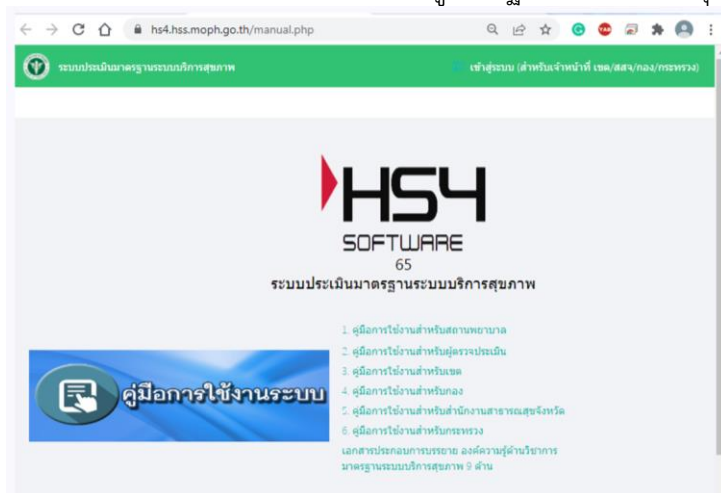 hs4.hss.moph.go.th/manual.php
ระบบประเมินมาตรฐานระบบบริการสุขภาพ
เข้าสู่ระบบ (สำหรับเจ้าหน้าที่ เขต/สสจ/กอง/กระทรวง)
HS4
SOFTWARE
65
ระบบประเมินมาตรฐานระบบบริการสุขภาพ
คู่มือการใช้งานระบบ
1. คู่มือการใช้งานสำหรับสถานพยาบาล
2. คู่มือการใช้งานสำหรับผู้ตรวจประเมิน
3. คู่มือการใช้งานสำหรับเขต
4. คู่มือการใช้งานสำหรับกอง
5. คู่มือการใช้งานสำหรับสำนักงานสาธารณสุขจังหวัด
6. คู่มือการใช้งานสำหรับกระทรวง
เอกสารประกอบการบรรยาย องค์ความรู้ด้านวิชาการ
มาตรฐานระบบบริการสุขภาพ 9 ด้าน